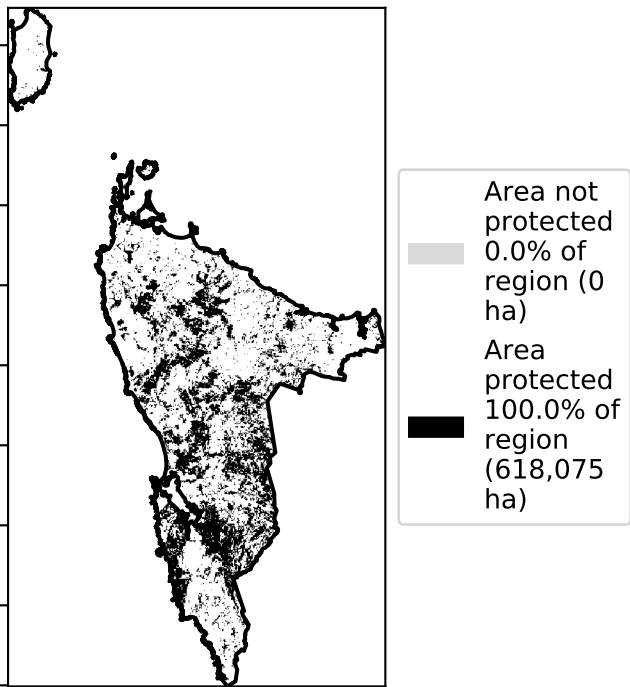 Area not
protected
0.0% of
region (0
ha)
Area
protected
100.0% of
region
(618,075
ha)